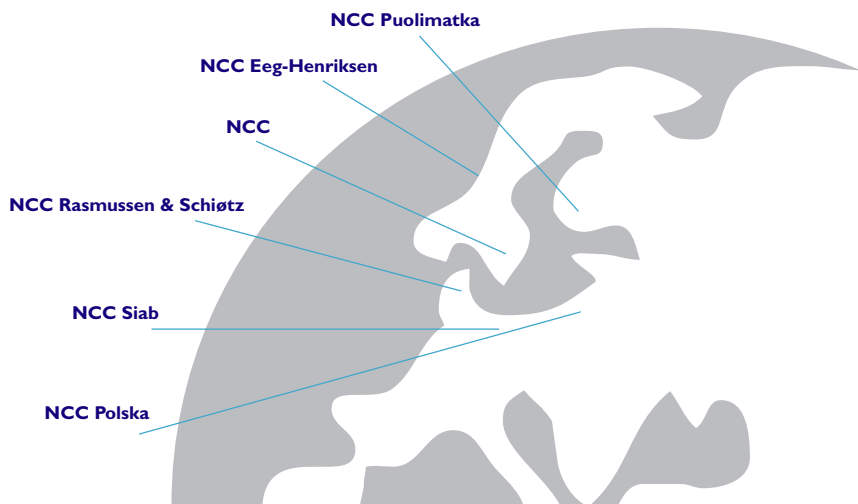 NCC Puolimatka
NCC Eeg-Henriksen
NCC
NCC Rasmussen & Schiøtz
NCC Siab
NCC Polska